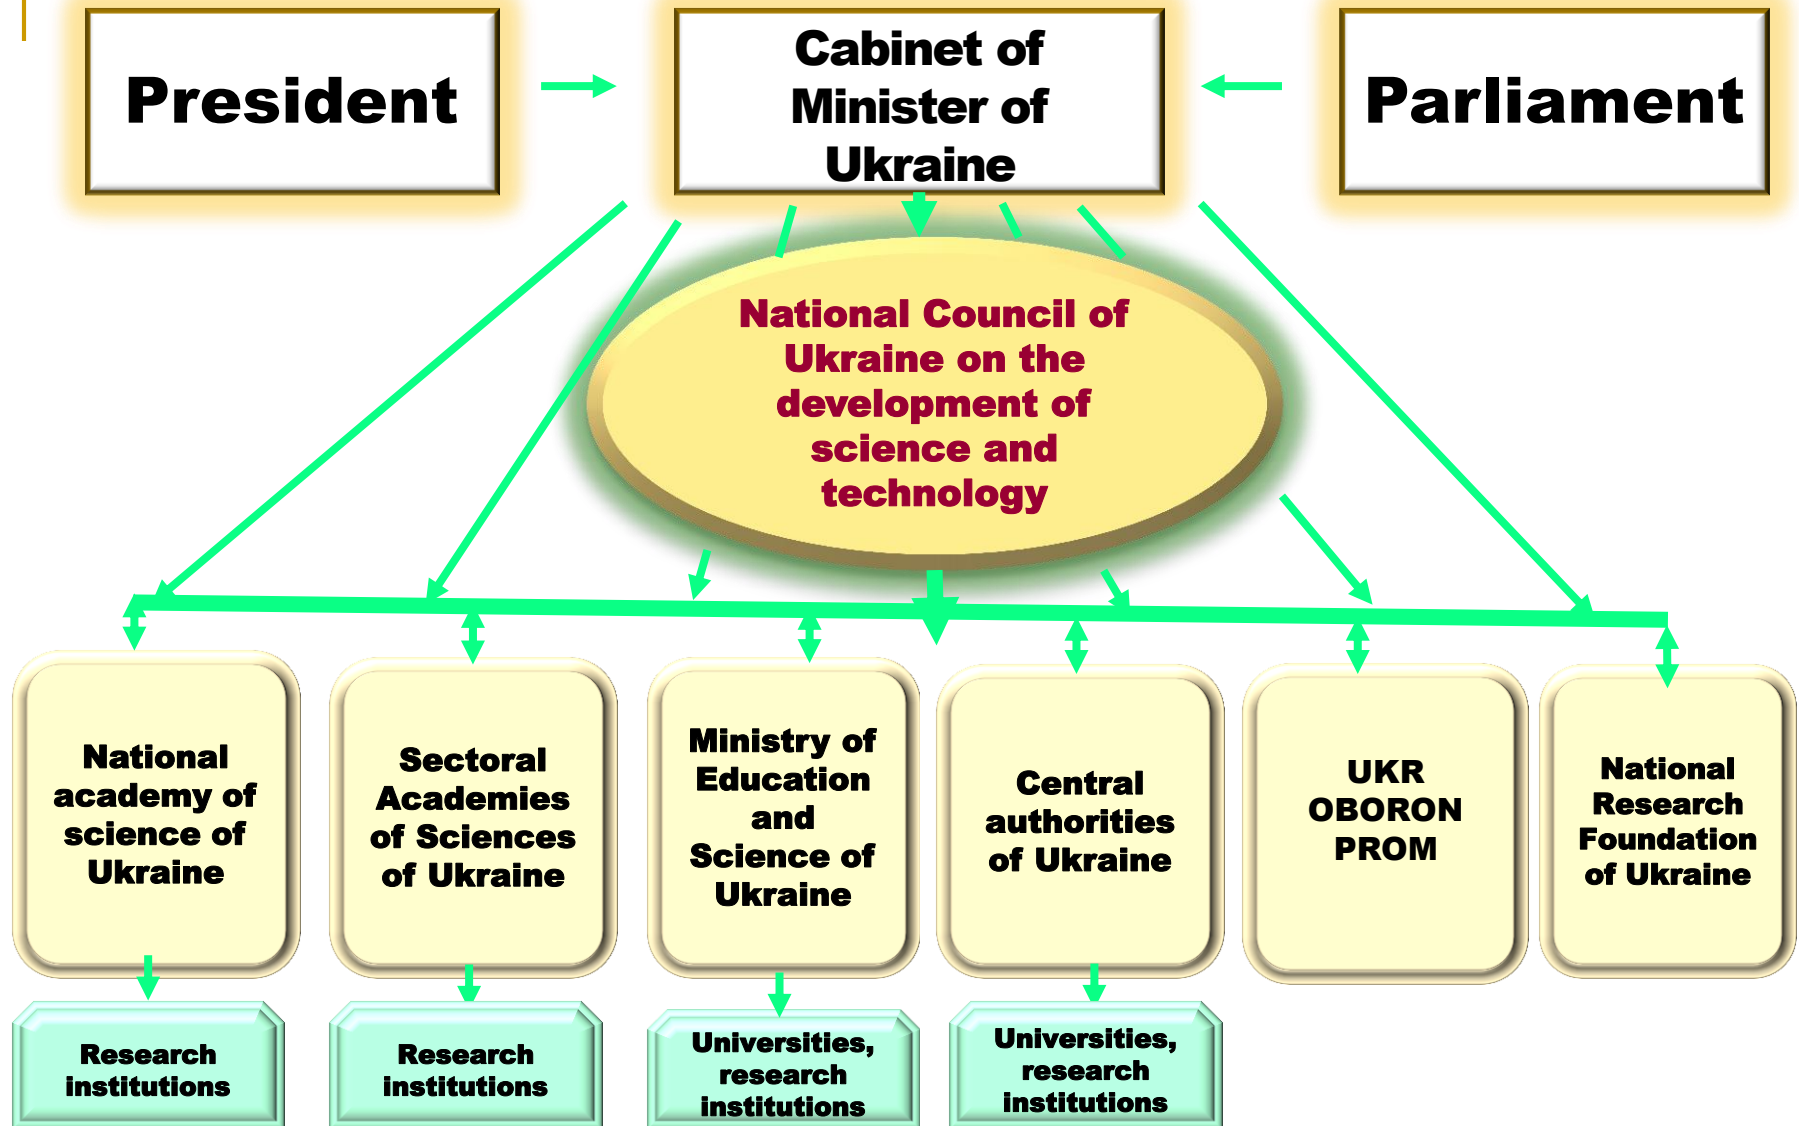 President
Cabinet of
Minister of
Ukraine
Parliament
National Council of
Ukraine on the
development of
science and
technology
National
academy of
science of
Ukraine
Sectoral
Academies
of Sciences
of Ukraine
Ministry of
Education
and
Science of
Ukraine
Central
authorities
of Ukraine
UKR
OBORON
PROM
National
Research
Foundation
of Ukraine
Research
institutions
Research
institutions
Universities,
research
institutions
Universities,
research
institutions